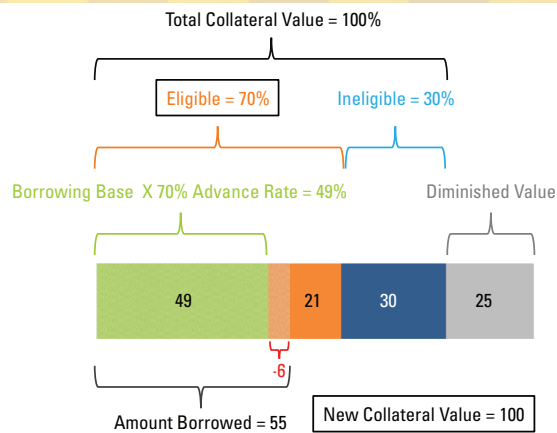 Total Collateral Value = 100%
Eligible = 70%
Ineligible = 30%
Borrowing Base X 70% Advance Rate = 49%
Diminished Value
49
21
30
25
-6
Amount Borrowed = 55
New Collateral Value = 100